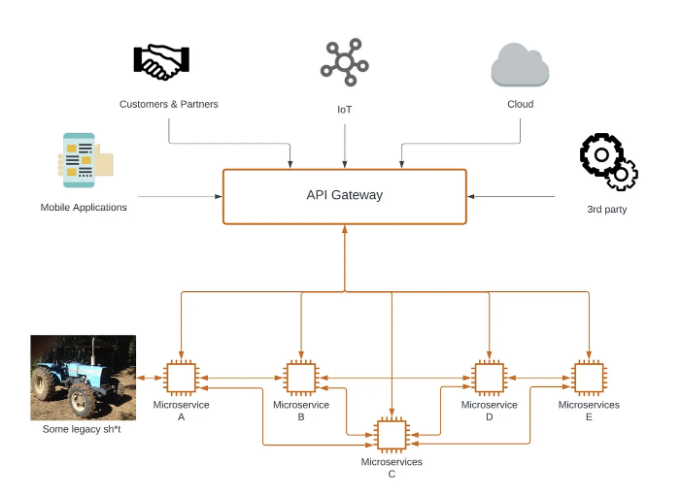 Customers & Partners
IoT
Cloud
Mobile Applications
API Gateway
3rd party
Microservice
A
Microservice
B
Microservice
D
Microservices
E
Some legacy sh*t
Microservices
C